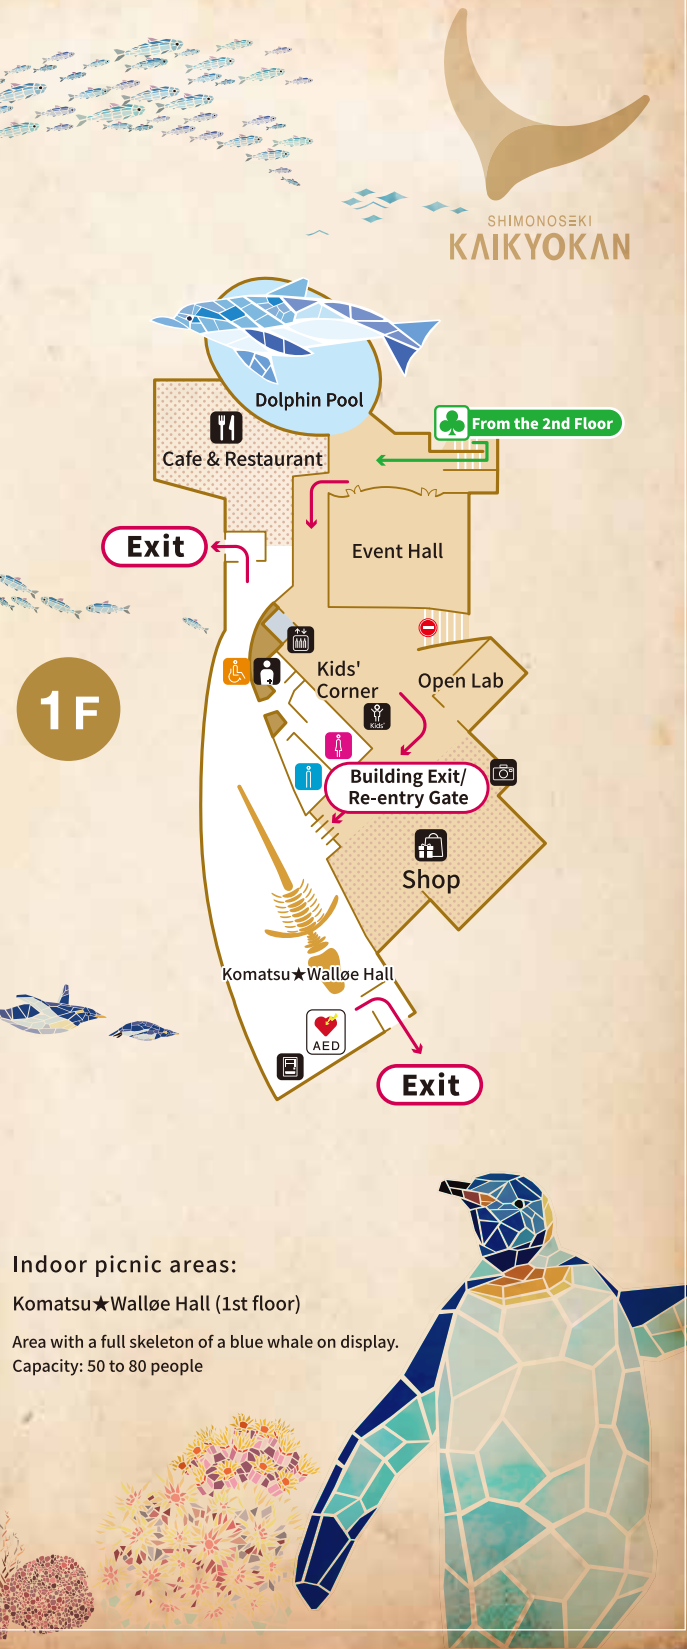 SHIMONOSEKI
KAIKYOKAN
Dolphin Pool
From the 2nd Floor
Cafe & Restaurant
Exit
Event Hall
Kids'
Corner
Open Lab
Kids'
1F
Building Exit/
Re-entry Gate
Shop
Komatsu★Walløe Hall
AED
Exit
Indoor picnic areas:
Komatsu★Walløe Hall (1st floor)
Area with a full skeleton of a blue whale on display.
Capacity: 50 to 80 people